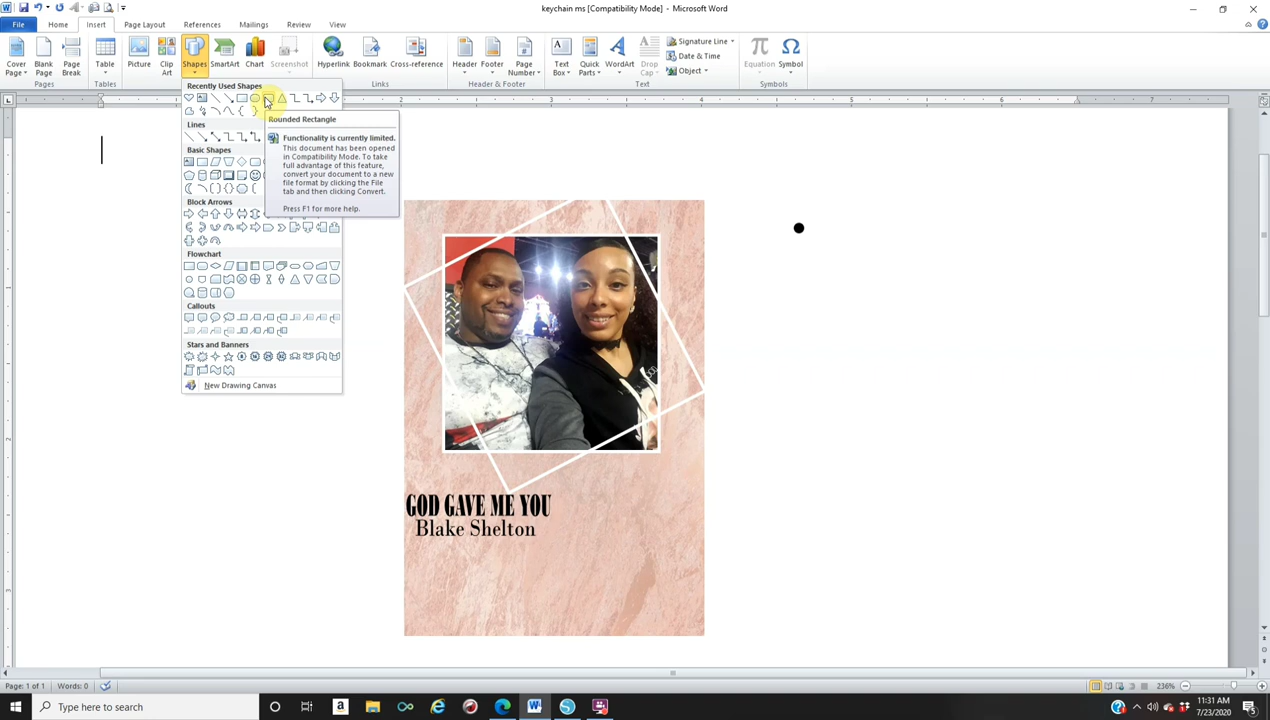 keychain ms [Compatibility Mode] - Microsoft Word
File Home Insert Page Layout References Mailings Review View
Cover Page Blank Page Page Break Table Picture Clip Art Shapes SmartArt Chart Screenshot Hyperlink Bookmark Cross-reference Header Footer Page Number Text Box Quick Parts WordArt Drop Cap Signature Line Date & Time Object Equation Symbol
Pages Tables Links Header & Footer Text Symbols
Recently Used Shapes
Rounded Rectangle
Functionality is currently limited.
This document has been opened
in Compatibility Mode. To take
full advantage of this feature,
convert your document to a new
file format by clicking the File
tab and then clicking Convert.
Press F1 for more help.
Lines
Basic Shapes
Block Arrows
Flowchart
Callouts
Stars and Banners
New Drawing Canvas
2 4 5 6
GOD GAVE ME YOU
Blake Shelton
Page: 1 of 1 Words: 0 236%
Type here to search
11:31 AM
7/23/2020